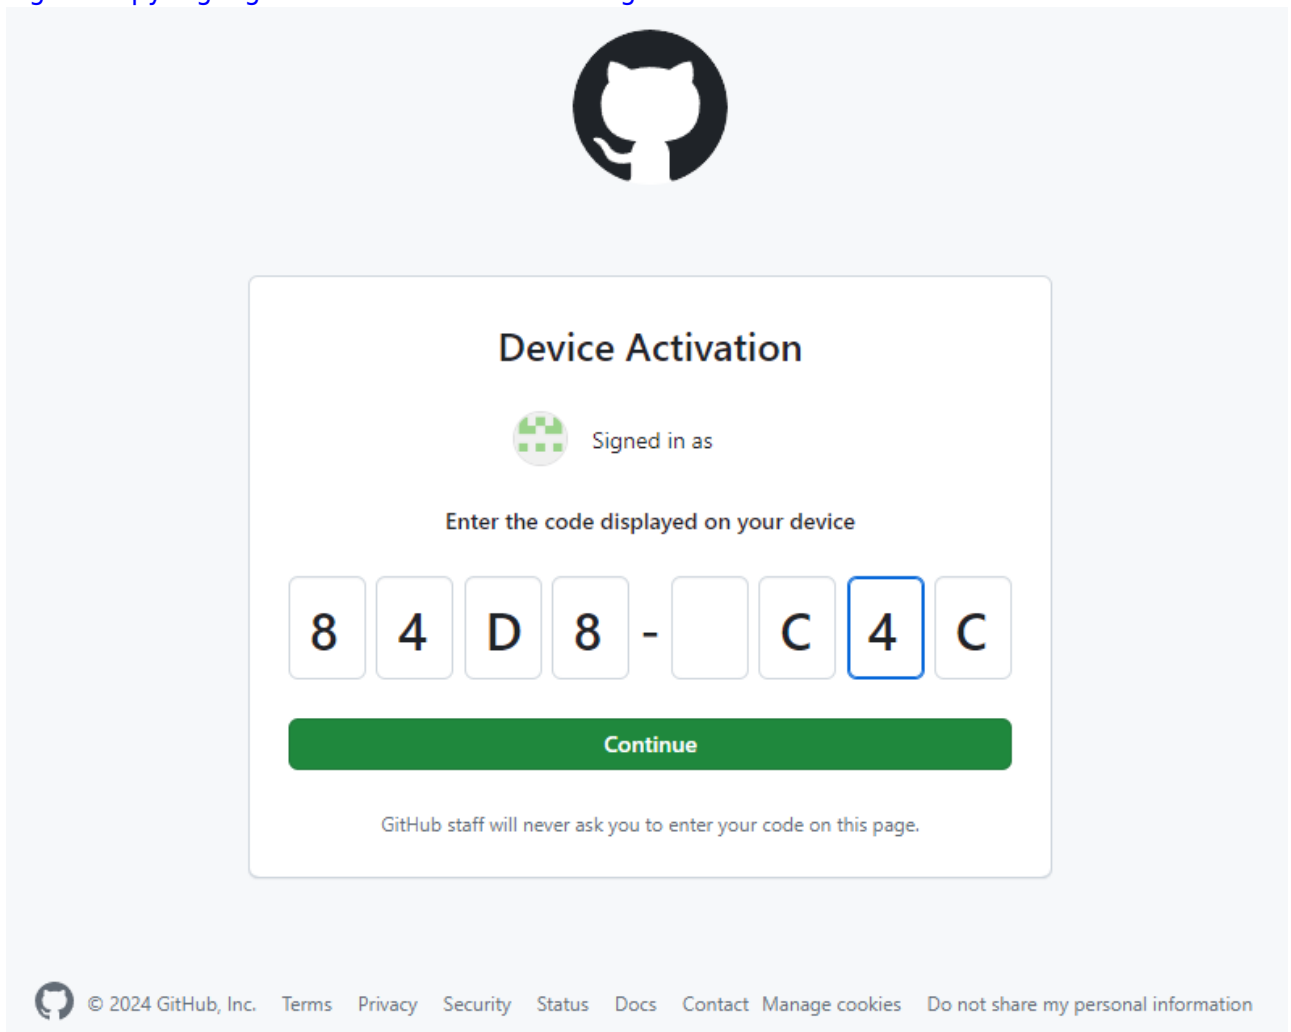 Device Activation
Signed in as
Enter the code displayed on your device
8 4 D 8 - C 4 C
Continue
GitHub staff will never ask you to enter your code on this page.
© 2024 GitHub, Inc. Terms Privacy Security Status Docs Contact Manage cookies Do not share my personal information